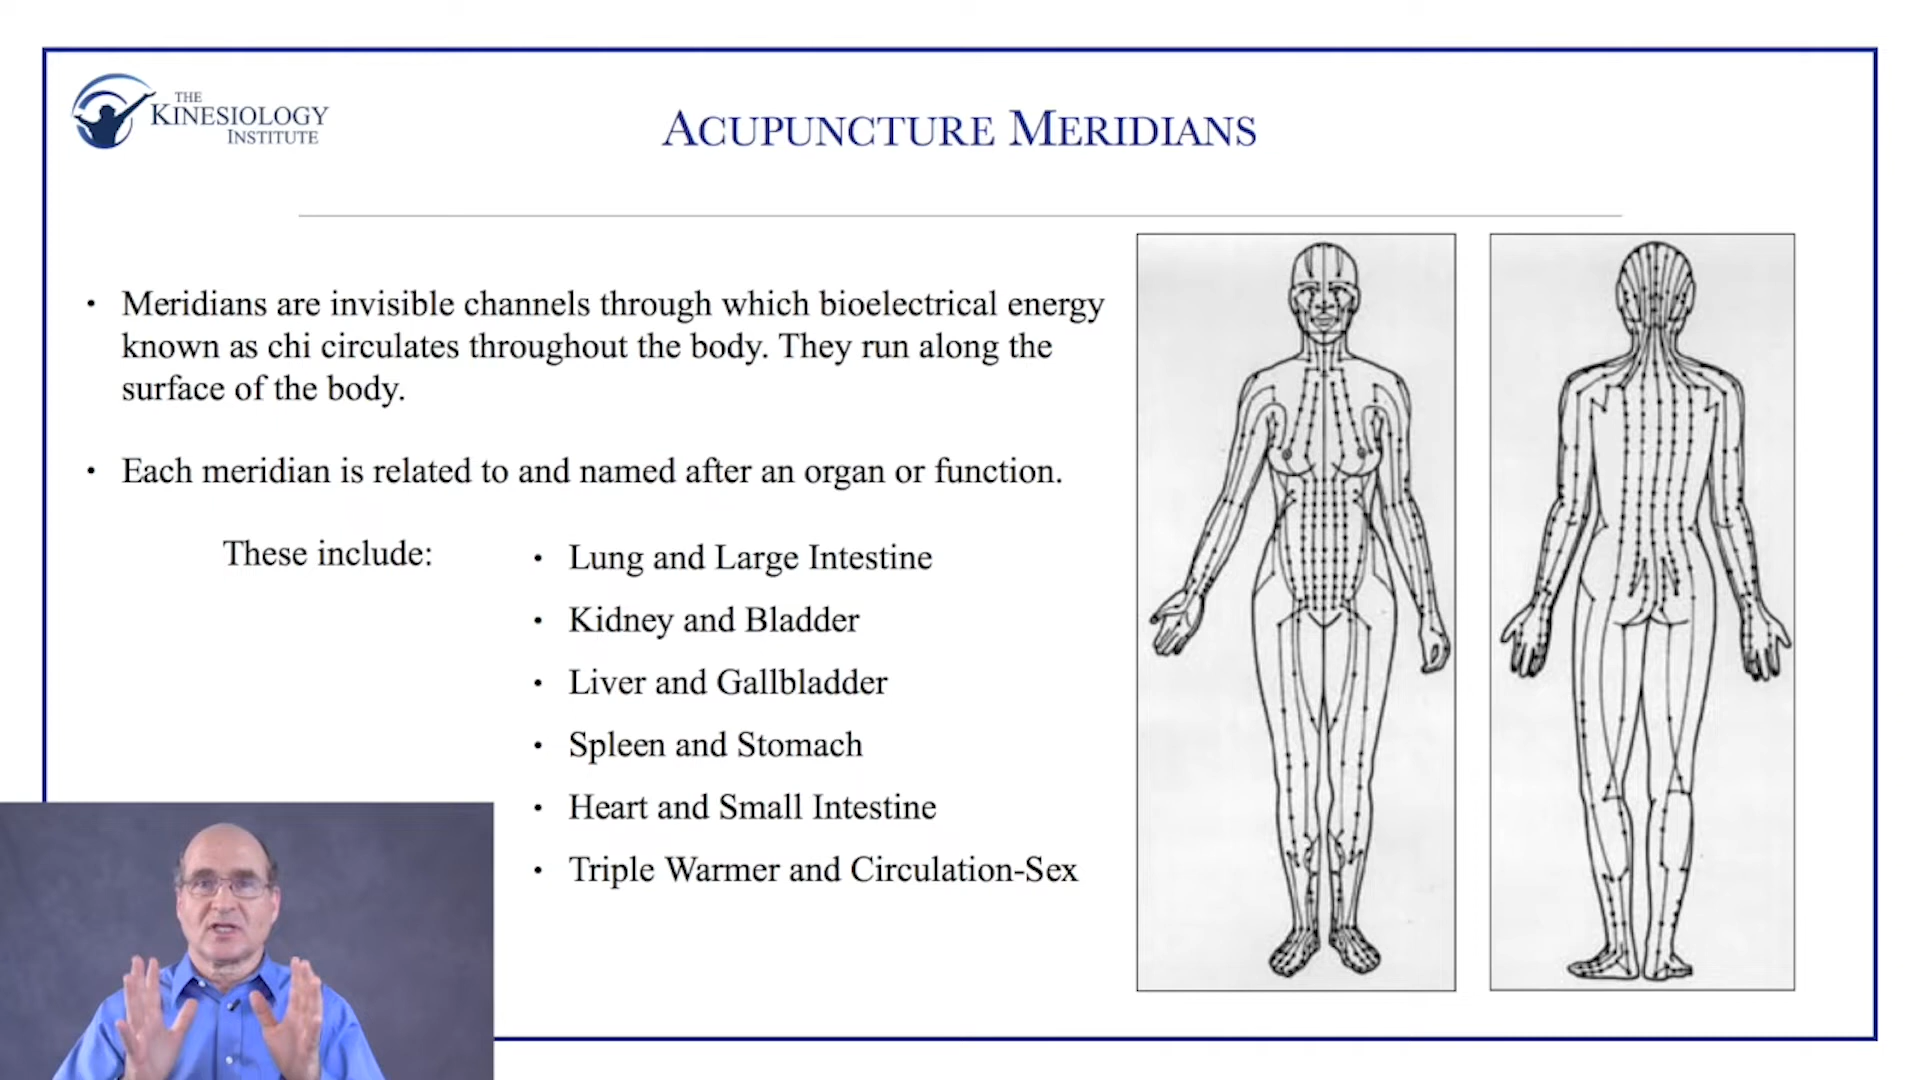 THE
KINESIOLOGY
INSTITUTE
ACUPUNCTURE MERIDIANS
• Meridians are invisible channels through which bioelectrical energy
known as chi circulates throughout the body. They run along the
surface of the body.
• Each meridian is related to and named after an organ or function.
These include:
• Lung and Large Intestine
• Kidney and Bladder
• Liver and Gallbladder
• Spleen and Stomach
• Heart and Small Intestine
• Triple Warmer and Circulation-Sex